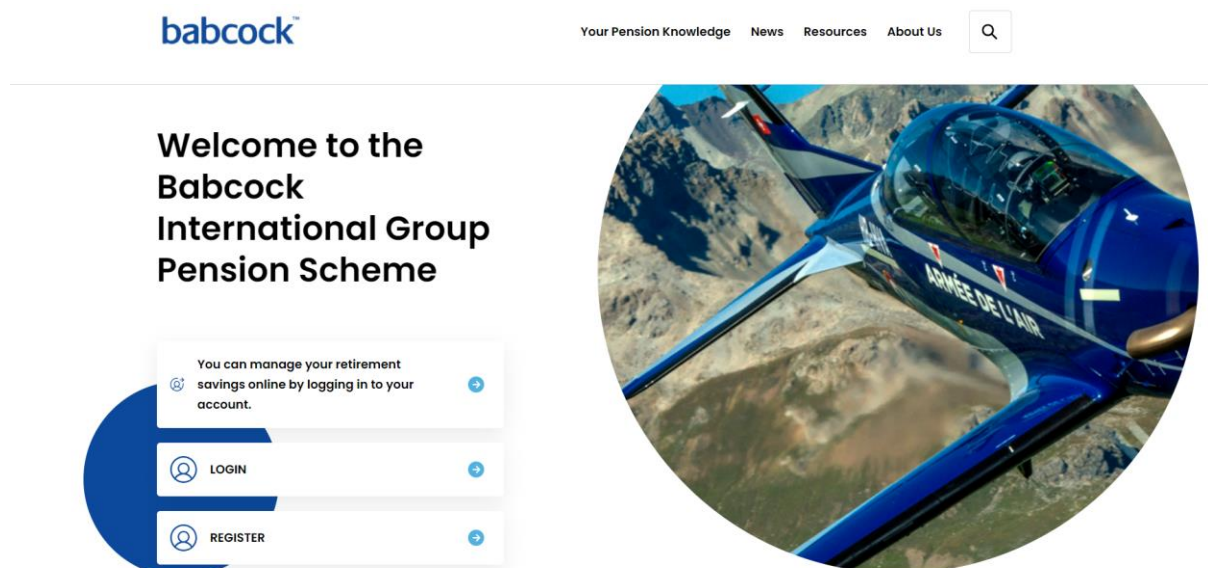 babcock™
Your Pension Knowledge News Resources About Us
Welcome to the
Babcock
International Group
Pension Scheme
ARMÉE DE L'AIR
You can manage your retirement
savings online by logging in to your
account.
LOGIN
REGISTER